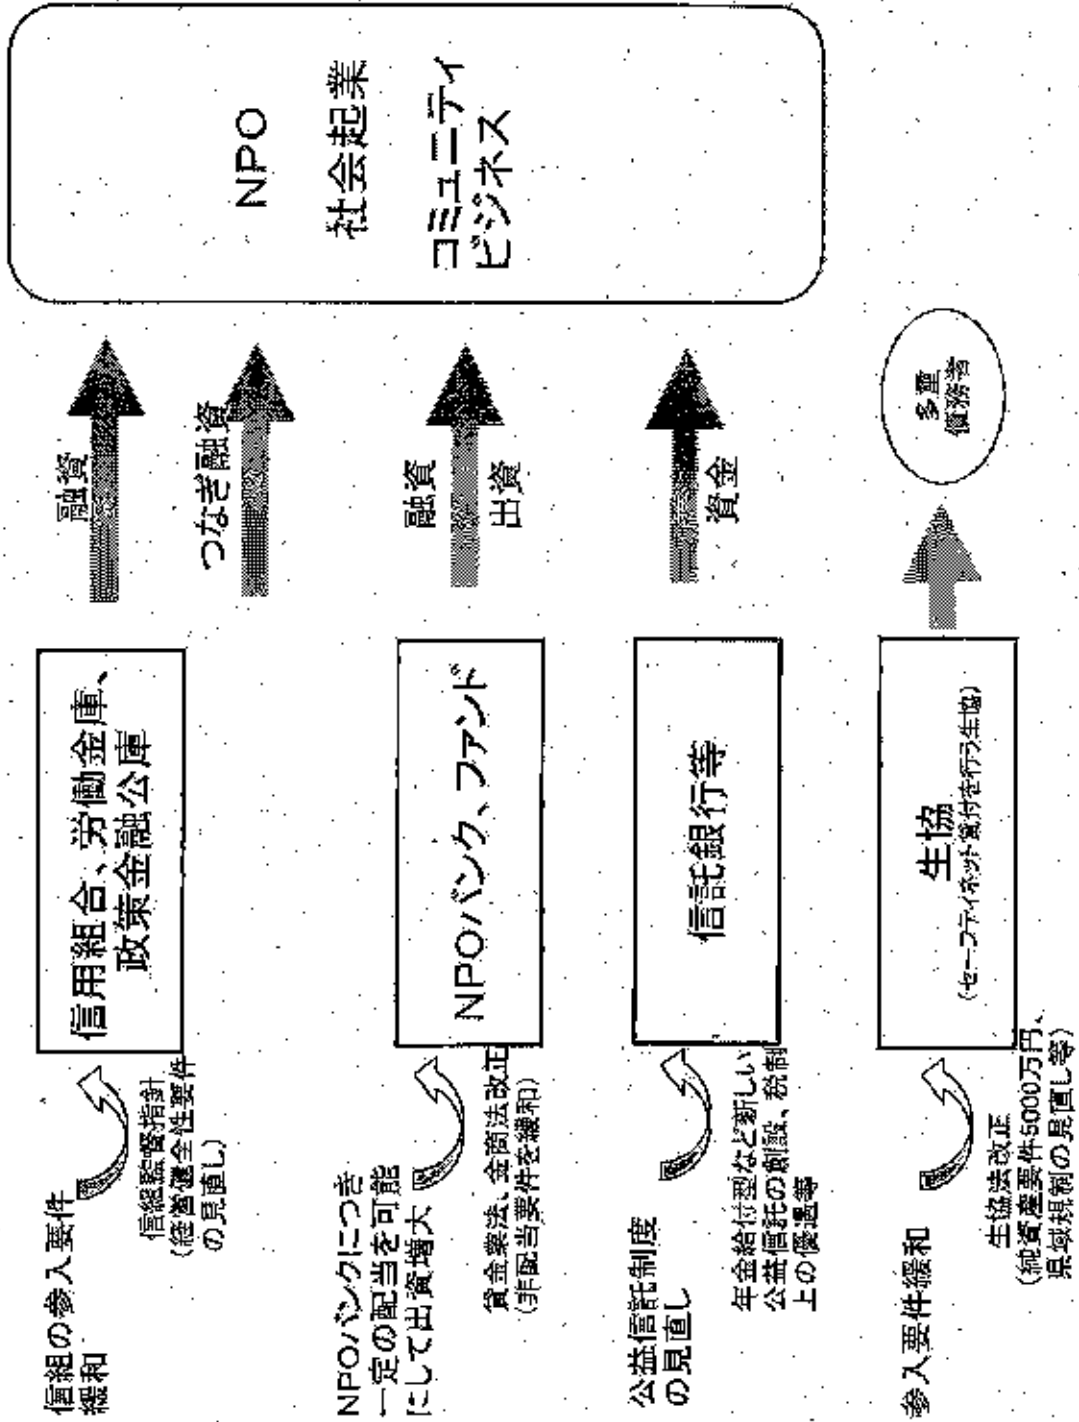 信組の参入要件
緩和
信組監督指針
(経営健全性要件
の見直し)
信用組合、労働金庫、
政策金融公庫
融資
つなぎ融資
NPOバンクにつき
一定の配当を可能
にして出資増大
貸金業法、金商法改正
(非配当要件を緩和)
NPOバンク、ファンド
融資
出資
公益信託制度
の見直し
年金給付型など新しい
公益信託の創設、税制
上の優遇等
信託銀行等
資金
NPO
社会起業
コミュニティ
ビジネス
参入要件緩和
生協法改正
(純資産要件5000万円、
県域規制の見直し等)
生協
(セーフティネット貸付を行う生協)
多重
債務者